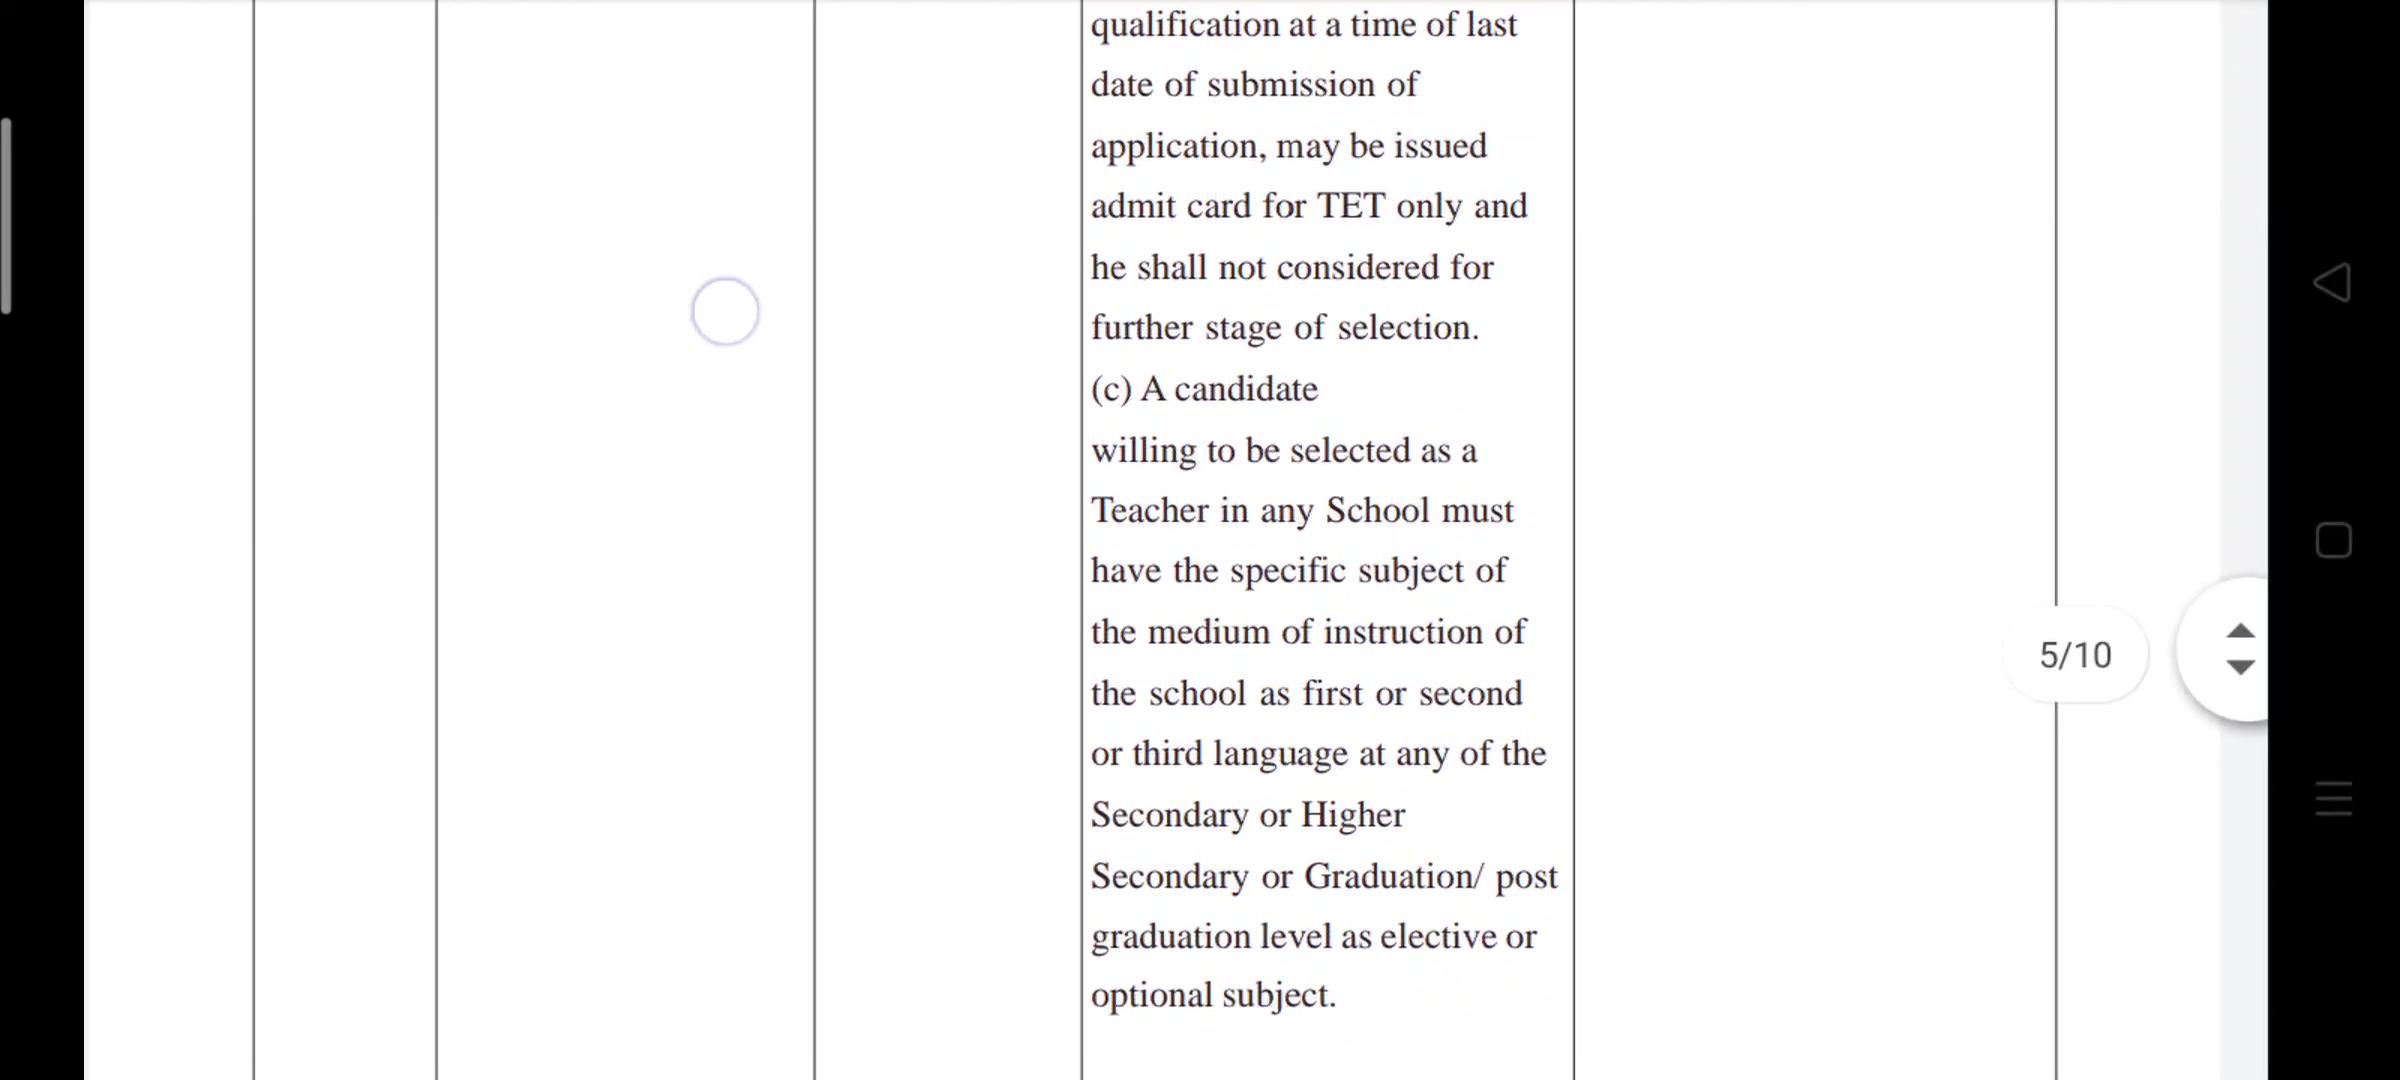 qualification at a time of last
date of submission of
application, may be issued
admit card for TET only and
he shall not considered for
further stage of selection.
(c) A candidate
willing to be selected as a
Teacher in any School must
have the specific subject of
the medium of instruction of
the school as first or second
or third language at any of the
Secondary or Higher
Secondary or Graduation/ post
graduation level as elective or
optional subject.
5/10